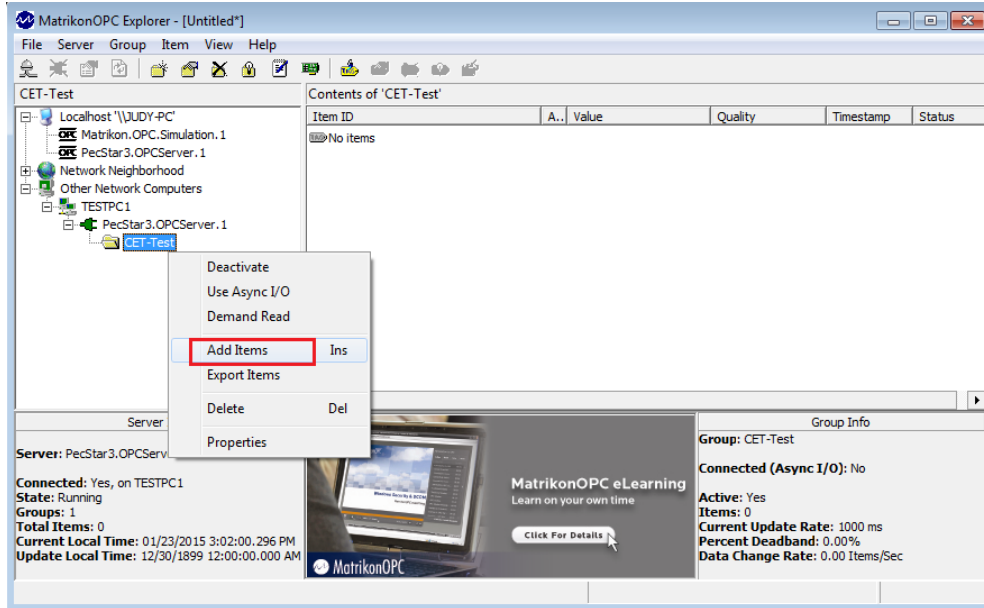 MatrikonOPC Explorer - [Untitled*]
File Server Group Item View Help
CET-Test
Contents of 'CET-Test'
Localhost '\\JUDY-PC'
Matrikon.OPC.Simulation.1
PecStar3.OPCServer.1
Network Neighborhood
Other Network Computers
TESTPC1
PecStar3.OPCServer.1
CET-Test
Item ID A.. Value Quality Timestamp Status
No items
Deactivate
Use Async I/O
Demand Read
Add Items Ins
Export Items
Delete Del
Properties
Server
Server: PecStar3.OPCServ
Connected: Yes, on TESTPC1
State: Running
Groups: 1
Total Items: 0
Current Local Time: 01/23/2015 3:02:00.296 PM
Update Local Time: 12/30/1899 12:00:00.000 AM
MatrikonOPC eLearning
Learn on your own time
Click For Details
MatrikonOPC
Group Info
Group: CET-Test
Connected (Async I/O): No
Active: Yes
Items: 0
Current Update Rate: 1000 ms
Percent Deadband: 0.00%
Data Change Rate: 0.00 Items/Sec